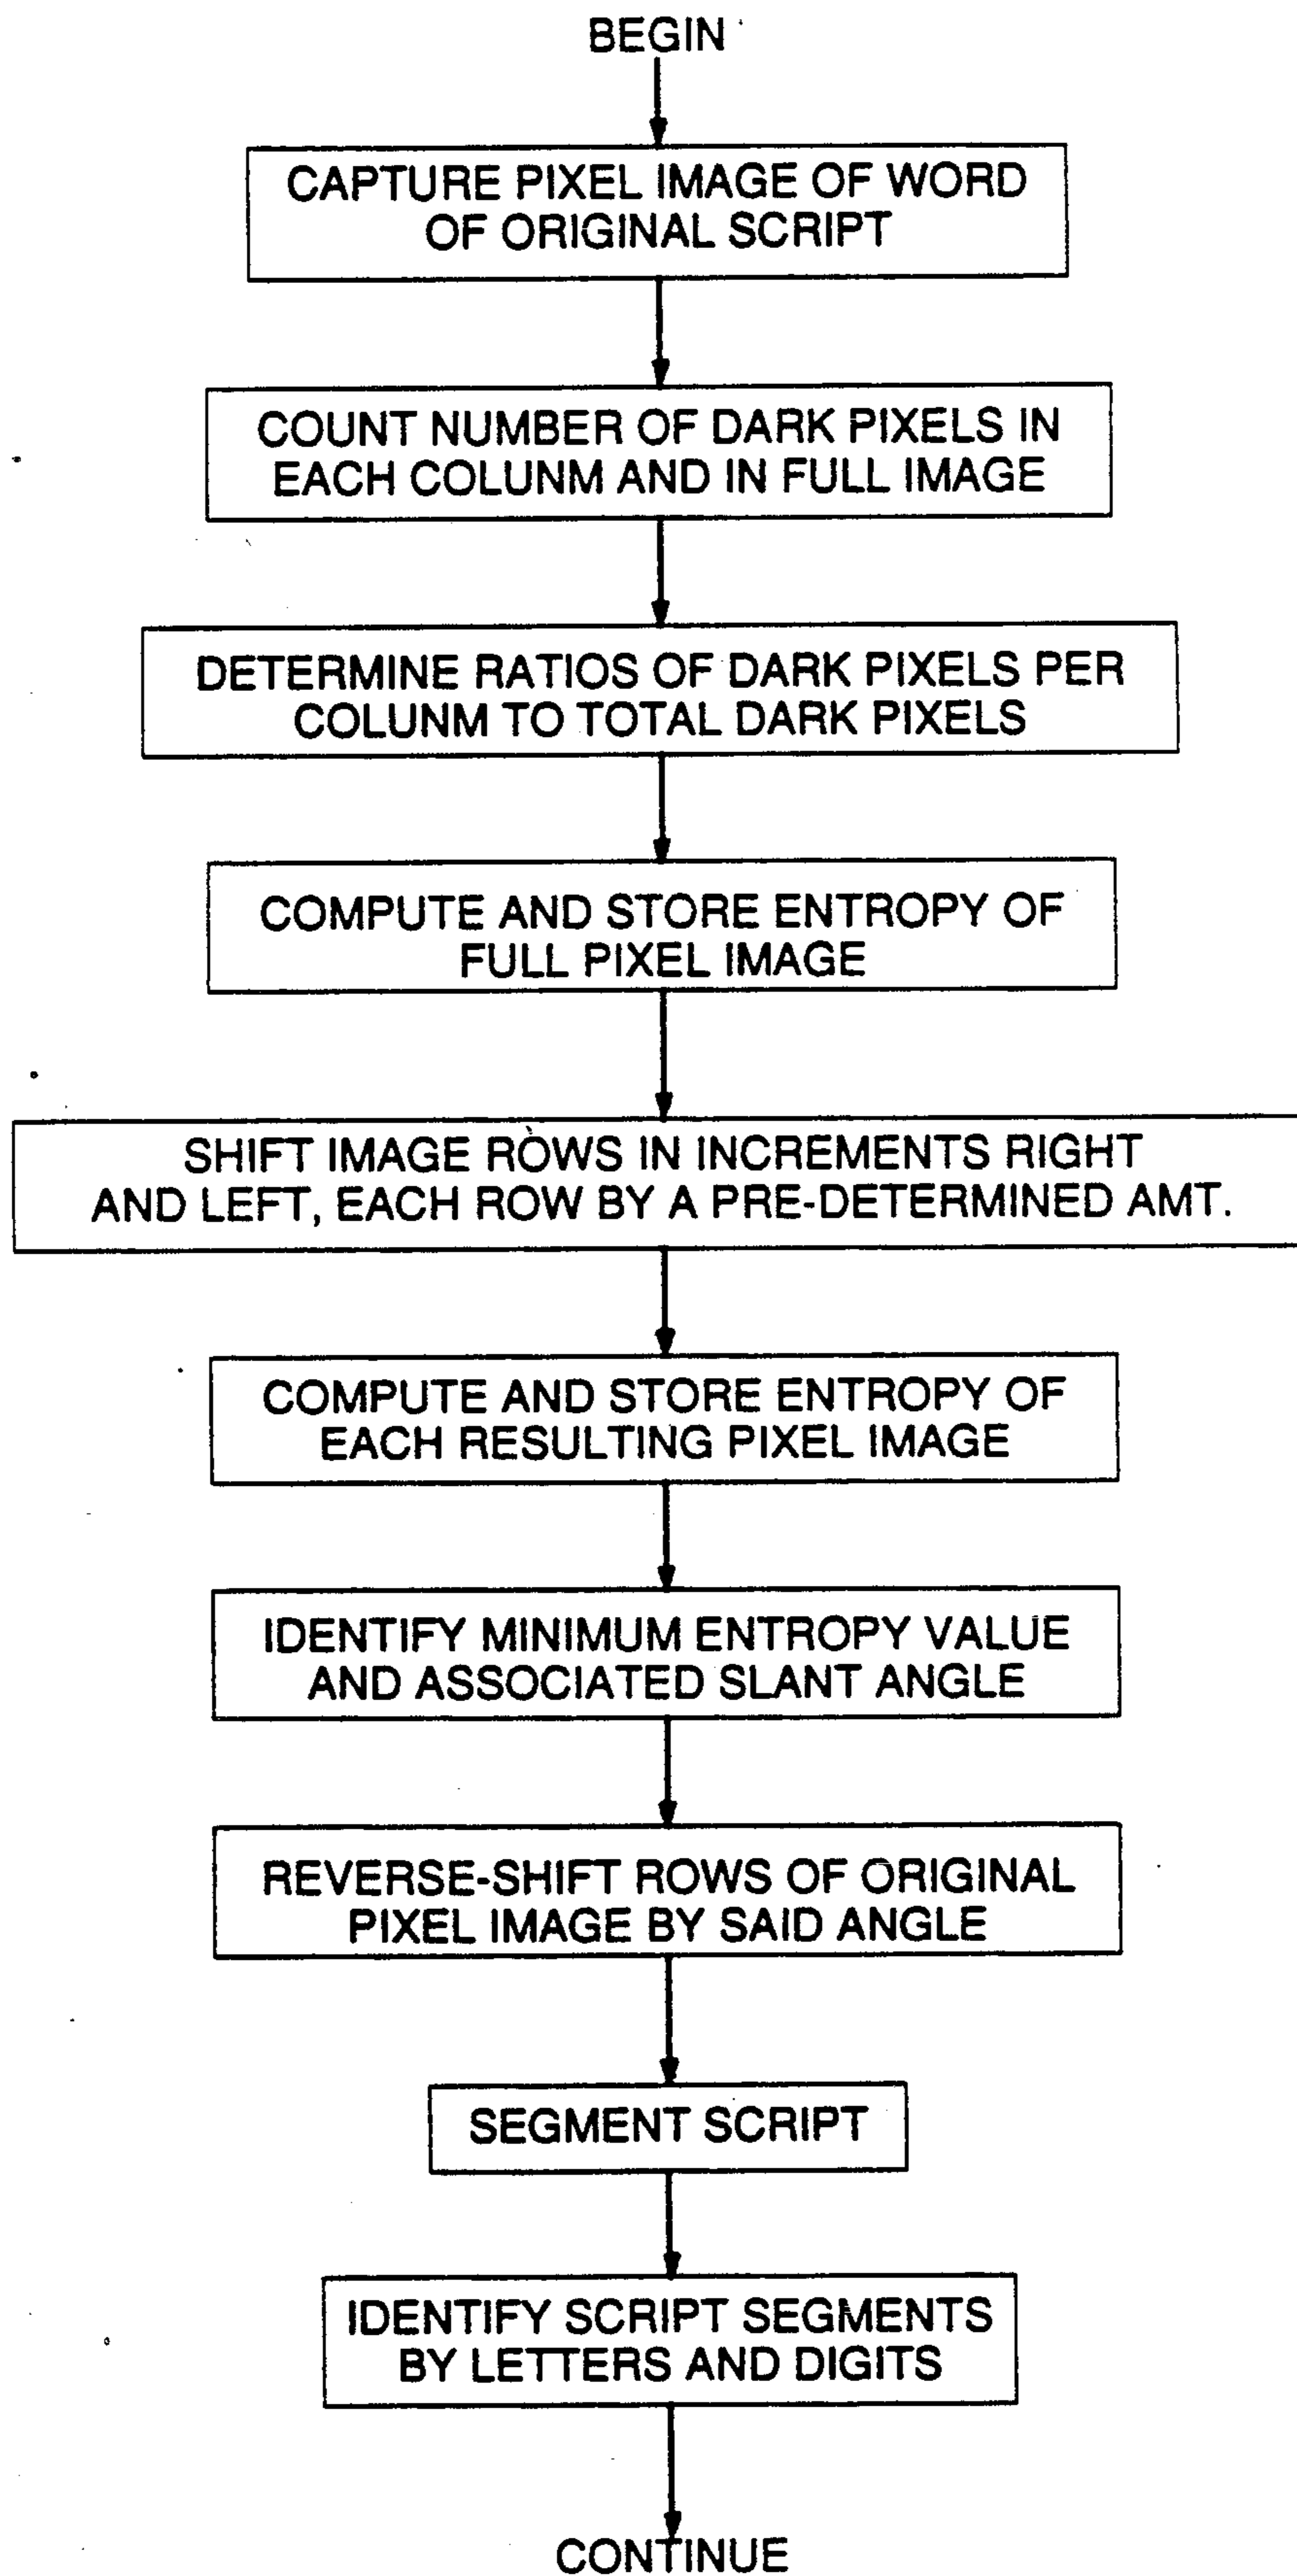 BEGIN
CAPTURE PIXEL IMAGE OF WORD
OF ORIGINAL SCRIPT
COUNT NUMBER OF DARK PIXELS IN
EACH COLUNM AND IN FULL IMAGE
DETERMINE RATIOS OF DARK PIXELS PER
COLUNM TO TOTAL DARK PIXELS
COMPUTE AND STORE ENTROPY OF
FULL PIXEL IMAGE
SHIFT IMAGE ROWS IN INCREMENTS RIGHT
AND LEFT, EACH ROW BY A PRE-DETERMINED AMT.
COMPUTE AND STORE ENTROPY OF
EACH RESULTING PIXEL IMAGE
IDENTIFY MINIMUM ENTROPY VALUE
AND ASSOCIATED SLANT ANGLE
REVERSE-SHIFT ROWS OF ORIGINAL
PIXEL IMAGE BY SAID ANGLE
SEGMENT SCRIPT
IDENTIFY SCRIPT SEGMENTS
BY LETTERS AND DIGITS
CONTINUE